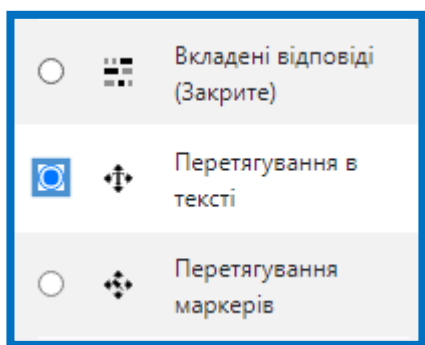 Вкладені відповіді
(Закрите)
Перетягування в
тексті
Перетягування
маркерів